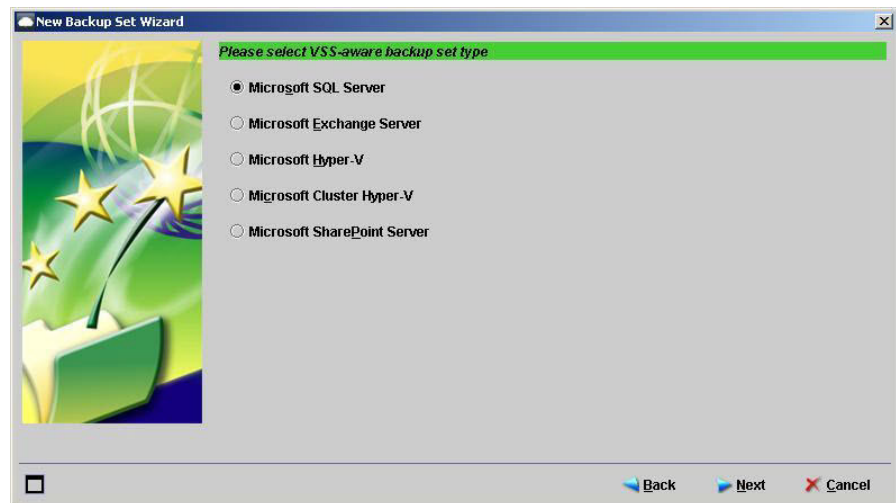 New Backup Set Wizard
Please select VSS-aware backup set type
Microsoft SQL Server
Microsoft Exchange Server
Microsoft Hyper-V
Microsoft Cluster Hyper-V
Microsoft SharePoint Server
Back Next Cancel